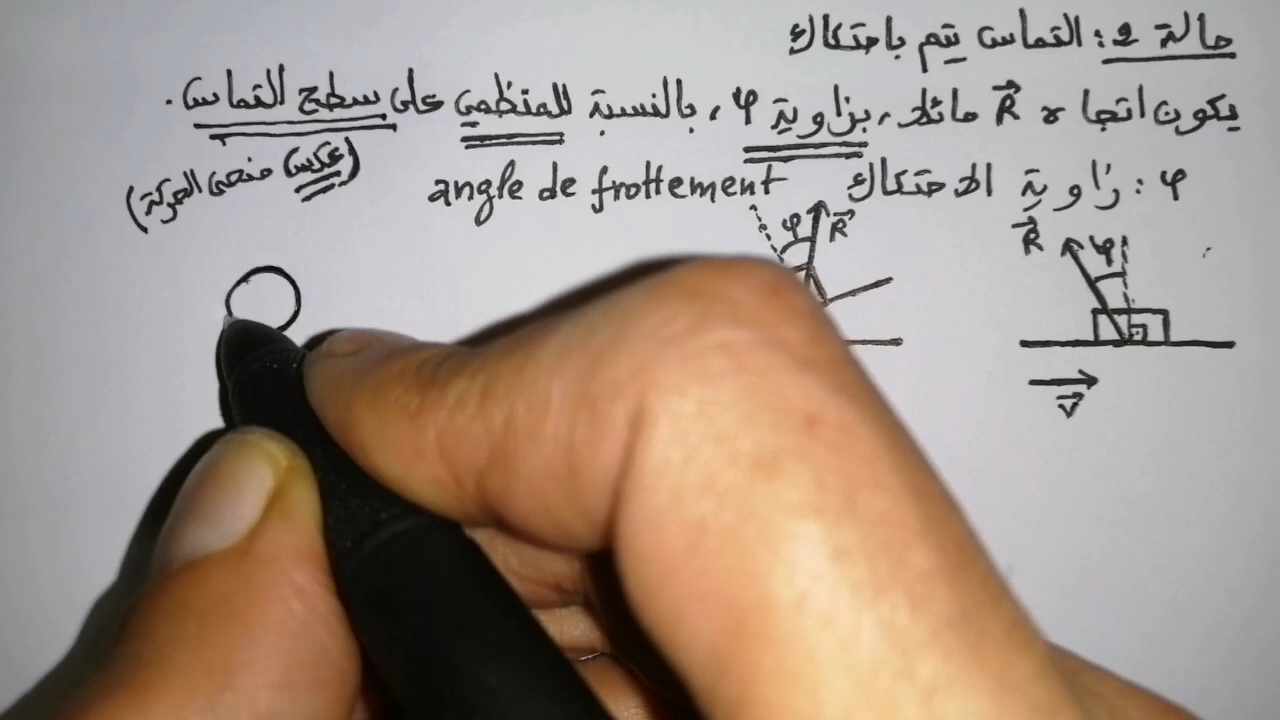 حالة 2: التماس يتم باحتكاك
يكون اتجاه R مائلا، بزاوية φ، بالنسبة للمنظمي على سطح التماس.
(عكس منحى الحركة)
φ: زاوية الاحتكاك angle de frottement
φ R
R φ
V